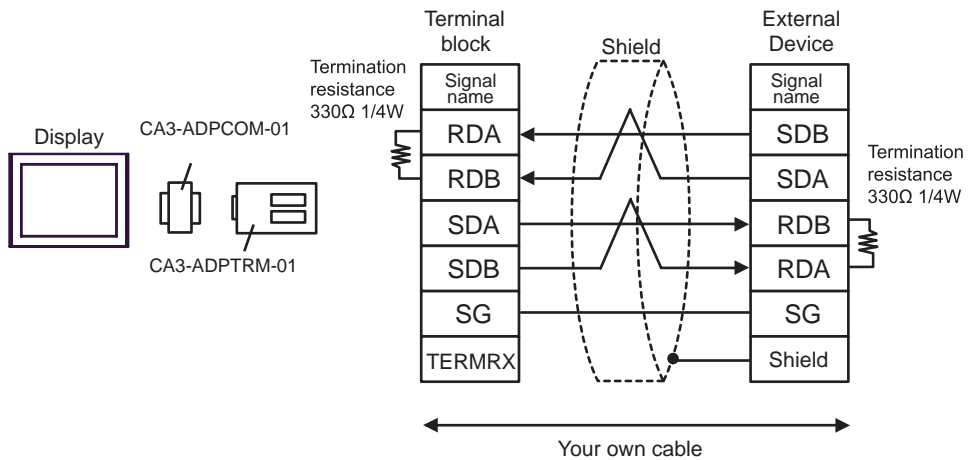 Terminal
block
External
Device
Shield
Termination
resistance
330Ω 1/4W
Display
CA3-ADPCOM-01
CA3-ADPTRM-01
Signal
name
RDA
RDB
SDA
SDB
SG
TERMRX
Signal
name
SDB
SDA
RDB
RDA
SG
Shield
Termination
resistance
330Ω 1/4W
Your own cable